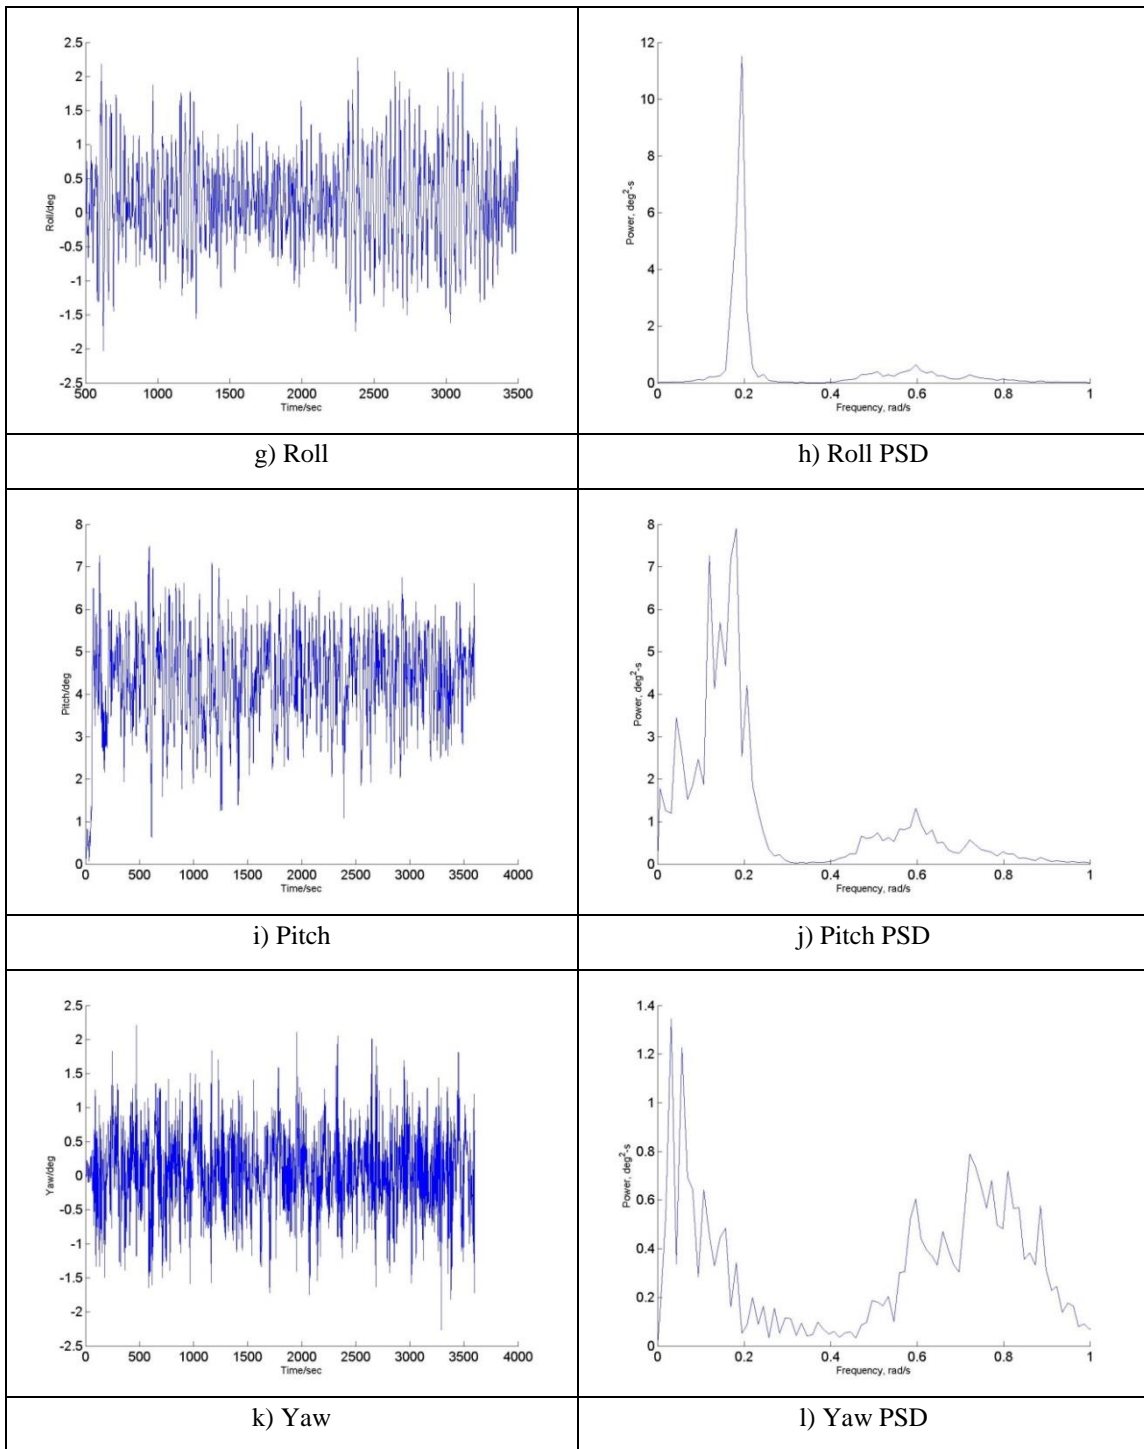 2.5
2
1.5
1
0.5
0
-0.5
-1
-1.5
-2
-2.5
500 1000 1500 2000 2500 3000 3500
Roll/deg
Time/sec
12
10
8
6
4
2
0
0 0.2 0.4 0.6 0.8 1
Power, deg²-s
Frequency, rad/s
g) Roll
h) Roll PSD
8
7
6
5
4
3
2
1
0
0 500 1000 1500 2000 2500 3000 3500 4000
Pitch/deg
Time/sec
8
7
6
5
4
3
2
1
0
0 0.2 0.4 0.6 0.8 1
Power, deg²-s
Frequency, rad/s
i) Pitch
j) Pitch PSD
2.5
2
1.5
1
0.5
0
-0.5
-1
-1.5
-2
-2.5
0 500 1000 1500 2000 2500 3000 3500 4000
Yaw/deg
Time/sec
1.4
1.2
1
0.8
0.6
0.4
0.2
0
0 0.2 0.4 0.6 0.8 1
Power, deg²-s
Frequency, rad/s
k) Yaw
l) Yaw PSD